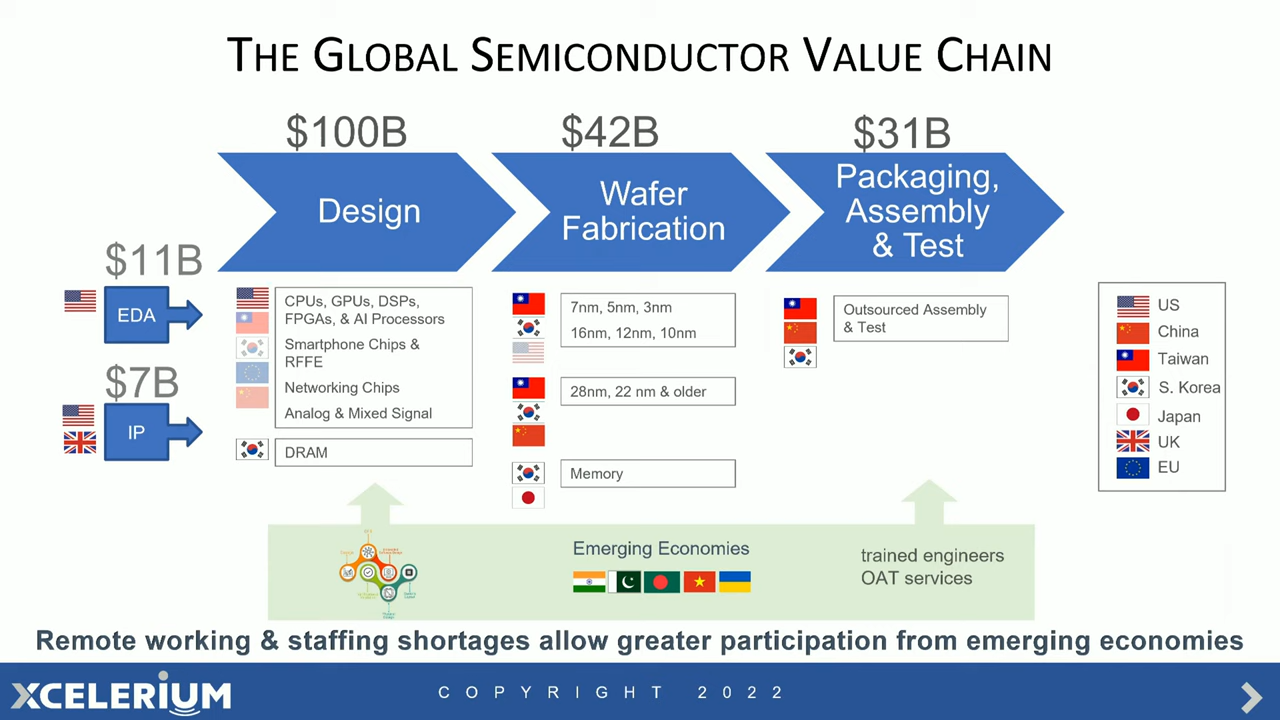 THE GLOBAL SEMICONDUCTOR VALUE CHAIN
$100B
$42B
$31B
Design
Wafer
Fabrication
Packaging,
Assembly
& Test
$11B
EDA
$7B
IP
CPUs, GPUs, DSPs,
FPGAs, & AI Processors
Smartphone Chips &
RFFE
Networking Chips
Analog & Mixed Signal
DRAM
7nm, 5nm, 3nm
16nm, 12nm, 10nm
28nm, 22 nm & older
Memory
Outsourced Assembly
& Test
US
China
Taiwan
S. Korea
Japan
UK
EU
Emerging Economies
trained engineers
OAT services
Remote working & staffing shortages allow greater participation from emerging economies
XCELERIUM
COPYRIGHT 2022